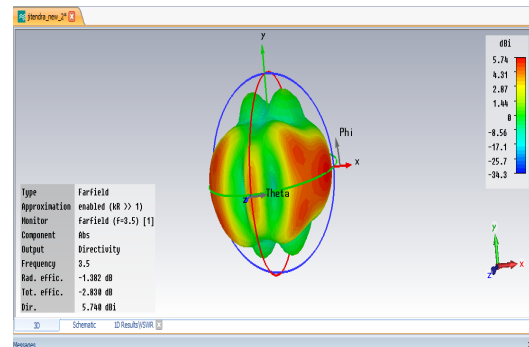 jitendra_new_2*
dBi
5.74
4.31
2.87
1.44
0
-8.56
-17.1
-25.7
-34.3
y
Phi
x
Theta
z
Type Farfield
Approximation enabled (kR >> 1)
Monitor farfield (f=3.5) [1]
Component Abs
Output Directivity
Frequency 3.5
Rad. effic. -1.382 dB
Tot. effic. -2.830 dB
Dir. 5.740 dBi
y
x
z
3D Schematic 1D Results\VSWR
Messages